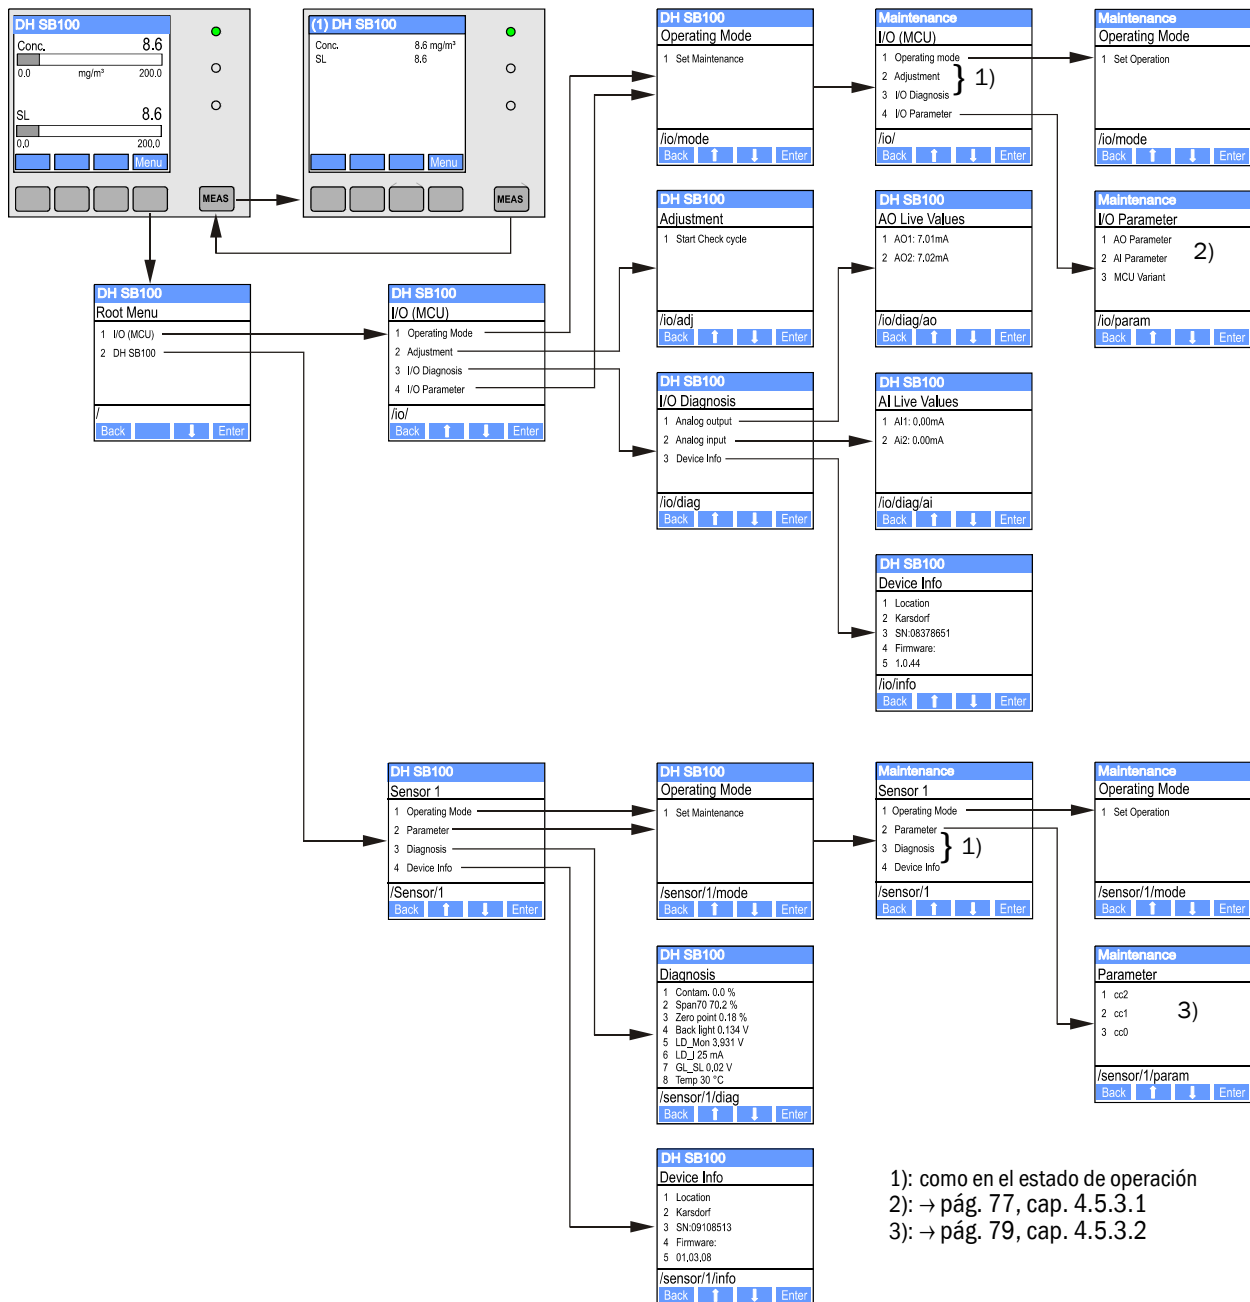 DH SB100
Conc. 8.6
0.0 mg/m³ 200.0
SL 8.6
0.0 200.0
Menu
MEAS
(1) DH SB100
Conc. 8.6 mg/m³
SL 8.6
Menu
MEAS
DH SB100
Operating Mode
1 Set Maintenance
/io/mode
Back ⬆ ⬇ Enter
Maintenance
I/O (MCU)
1 Operating mode
2 Adjustment
3 I/O Diagnosis
} 1)
4 I/O Parameter
/io/
Back ⬆ ⬇ Enter
Maintenance
Operating Mode
1 Set Operation
/io/mode
Back ⬆ ⬇ Enter
DH SB100
Adjustment
1 Start Check cycle
/io/adj
Back ⬆ ⬇ Enter
DH SB100
AO Live Values
1 AO1: 7.01mA
2 AO2: 7.02mA
/io/diag/ao
Back ⬆ ⬇ Enter
Maintenance
I/O Parameter
1 AO Parameter
2 AI Parameter
3 MCU Variant
2)
/io/param
Back ⬆ ⬇ Enter
DH SB100
Root Menu
1 I/O (MCU)
2 DH SB100
/
Back ⬇ Enter
DH SB100
I/O (MCU)
1 Operating Mode
2 Adjustment
3 I/O Diagnosis
4 I/O Parameter
/io/
Back ⬆ ⬇ Enter
DH SB100
I/O Diagnosis
1 Analog output
2 Analog input
3 Device Info
/io/diag
Back ⬆ ⬇ Enter
DH SB100
AI Live Values
1 AI1: 0.00mA
2 Ai2: 0.00mA
/io/diag/ai
Back ⬆ ⬇ Enter
DH SB100
Device Info
1 Location
2 Karsdorf
3 SN:08378651
4 Firmware:
5 1.0.44
/io/info
Back ⬆ ⬇ Enter
DH SB100
Sensor 1
1 Operating Mode
2 Parameter
3 Diagnosis
4 Device Info
/Sensor/1
Back ⬆ ⬇ Enter
DH SB100
Operating Mode
1 Set Maintenance
/sensor/1/mode
Back ⬆ ⬇ Enter
Maintenance
Sensor 1
1 Operating Mode
2 Parameter
3 Diagnosis
4 Device Info
} 1)
/sensor/1
Back ⬆ ⬇ Enter
Maintenance
Operating Mode
1 Set Operation
/sensor/1/mode
Back ⬆ ⬇ Enter
DH SB100
Diagnosis
1 Contam. 0.0 %
2 Span70 70.2 %
3 Zero point 0.18 %
4 Back light 0.134 V
5 LD_Mon 3,931 V
6 LD_I 25 mA
7 GL_SL 0,02 V
8 Temp 30 °C
/sensor/1/diag
Back ⬆ ⬇ Enter
Maintenance
Parameter
1 cc2
2 cc1
3 cc0
3)
/sensor/1/param
Back ⬆ ⬇ Enter
DH SB100
Device Info
1 Location
2 Karsdorf
3 SN:09108513
4 Firmware:
5 01,03,08
/sensor/1/info
Back ⬆ ⬇ Enter
1): como en el estado de operación
2): → pág. 77, cap. 4.5.3.1
3): → pág. 79, cap. 4.5.3.2